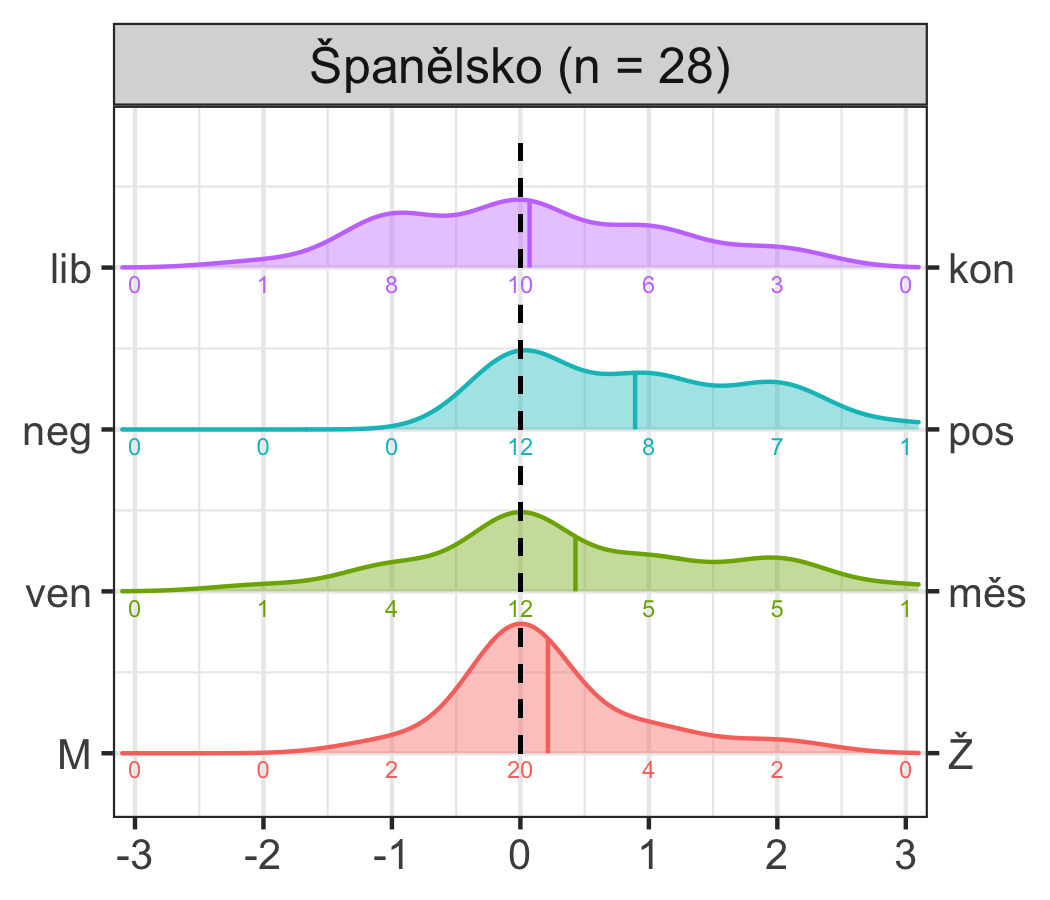 Španělsko (n = 28)
lib kon
0 1 8 10 6 3 0
neg pos
0 0 0 12 8 7 1
ven měs
0 1 4 12 5 5 1
M Ž
0 0 2 20 4 2 0
-3 -2 -1 0 1 2 3